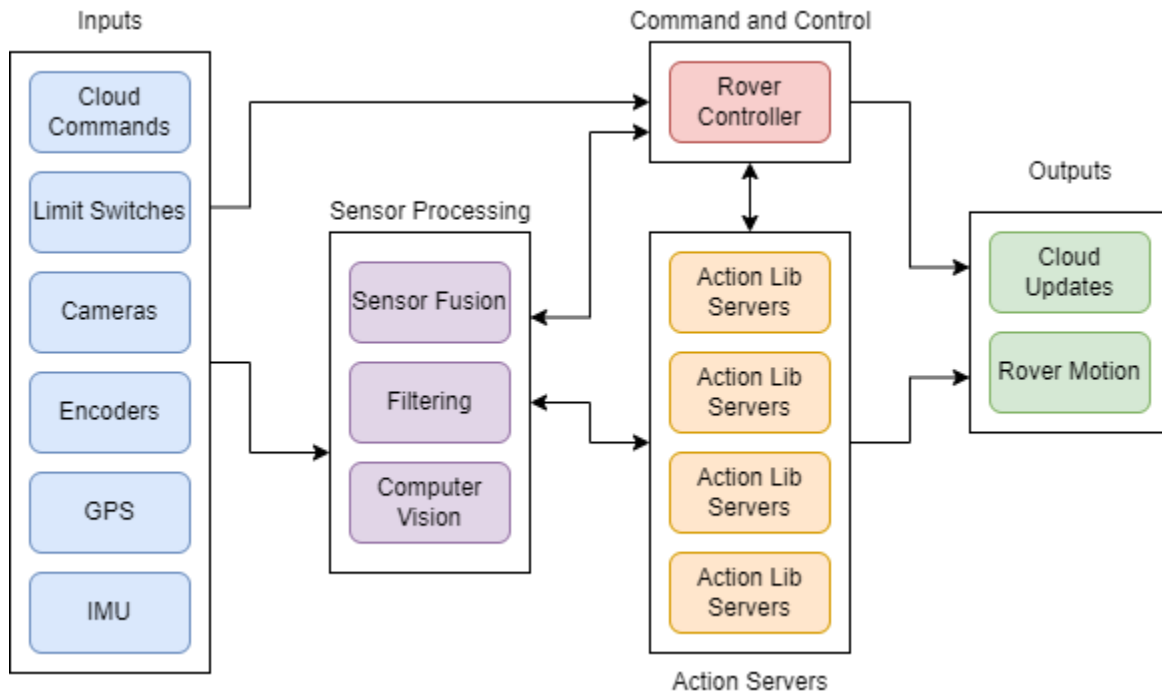 Inputs
Cloud
Commands
Limit Switches
Cameras
Encoders
GPS
IMU
Sensor Processing
Sensor Fusion
Filtering
Computer
Vision
Command and Control
Rover
Controller
Action Lib
Servers
Action Lib
Servers
Action Lib
Servers
Action Lib
Servers
Action Servers
Outputs
Cloud
Updates
Rover Motion